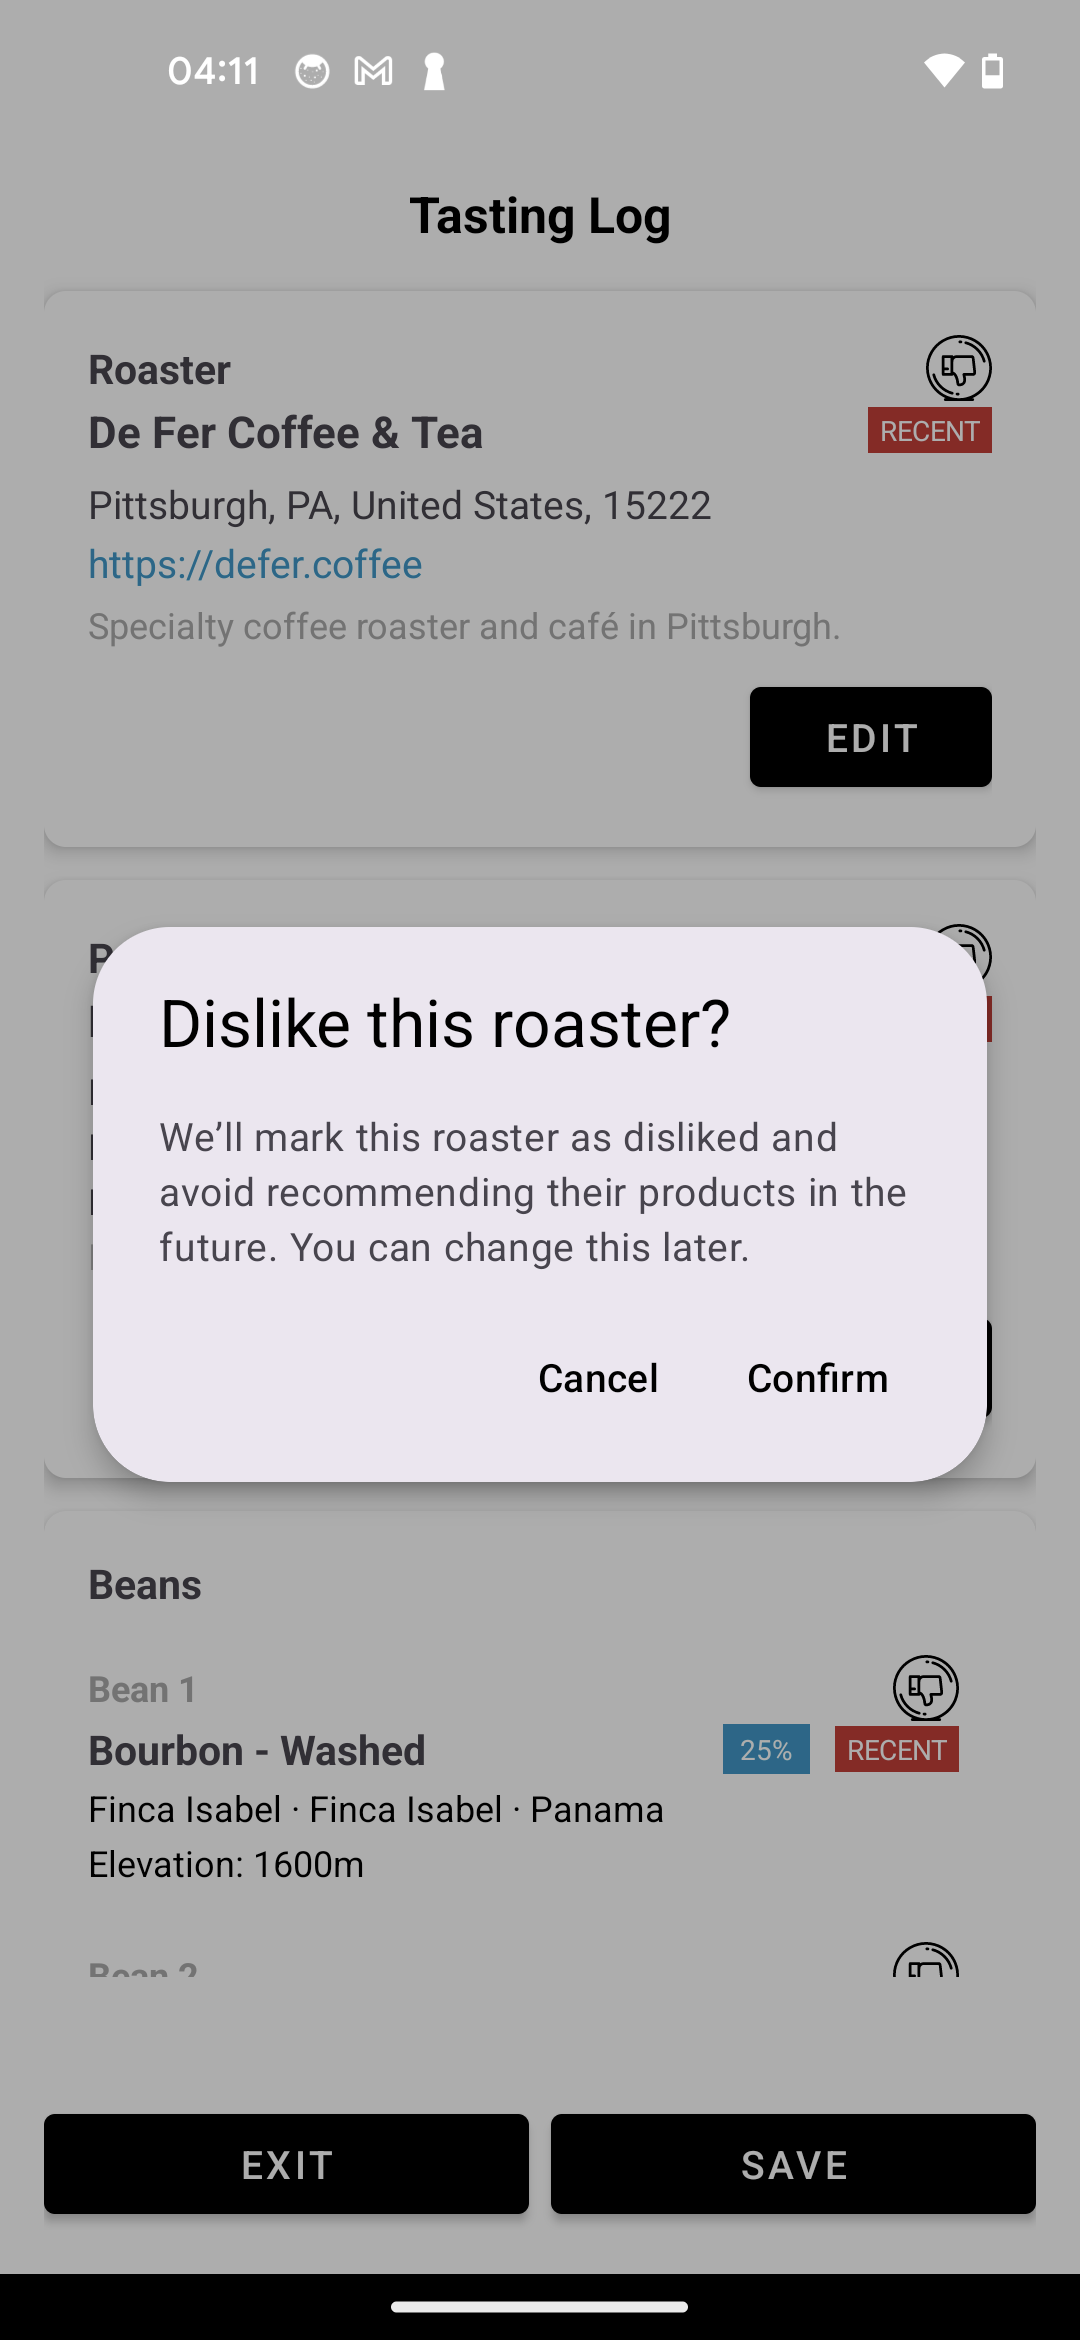 04:11
Tasting Log
Roaster
De Fer Coffee & Tea
RECENT
Pittsburgh, PA, United States, 15222
https://defer.coffee
Specialty coffee roaster and café in Pittsburgh.
EDIT
Dislike this roaster?
We’ll mark this roaster as disliked and
avoid recommending their products in the
future. You can change this later.
Cancel Confirm
Beans
Bean 1
Bourbon - Washed
25% RECENT
Finca Isabel · Finca Isabel · Panama
Elevation: 1600m
Bean 2
EXIT SAVE